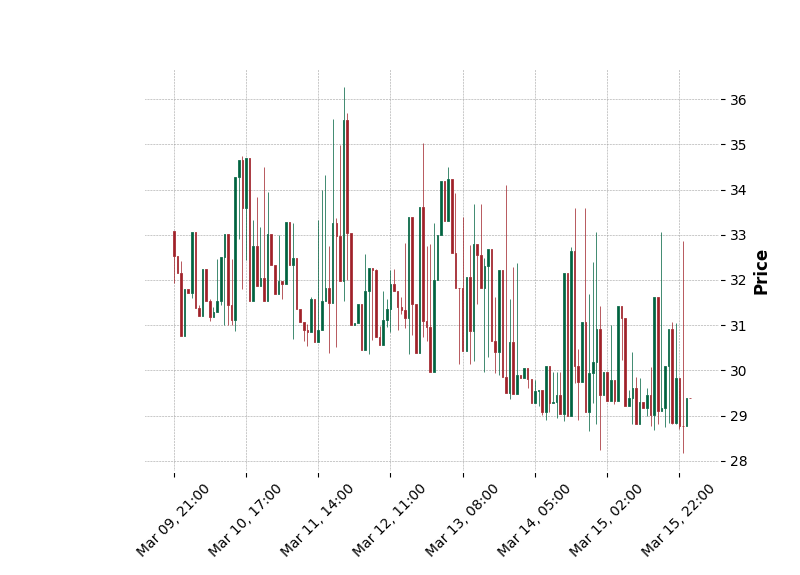 36
35
34
33
32
31
30
29
28
Price
Mar 09, 21:00
Mar 10, 17:00
Mar 11, 14:00
Mar 12, 11:00
Mar 13, 08:00
Mar 14, 05:00
Mar 15, 02:00
Mar 15, 22:00